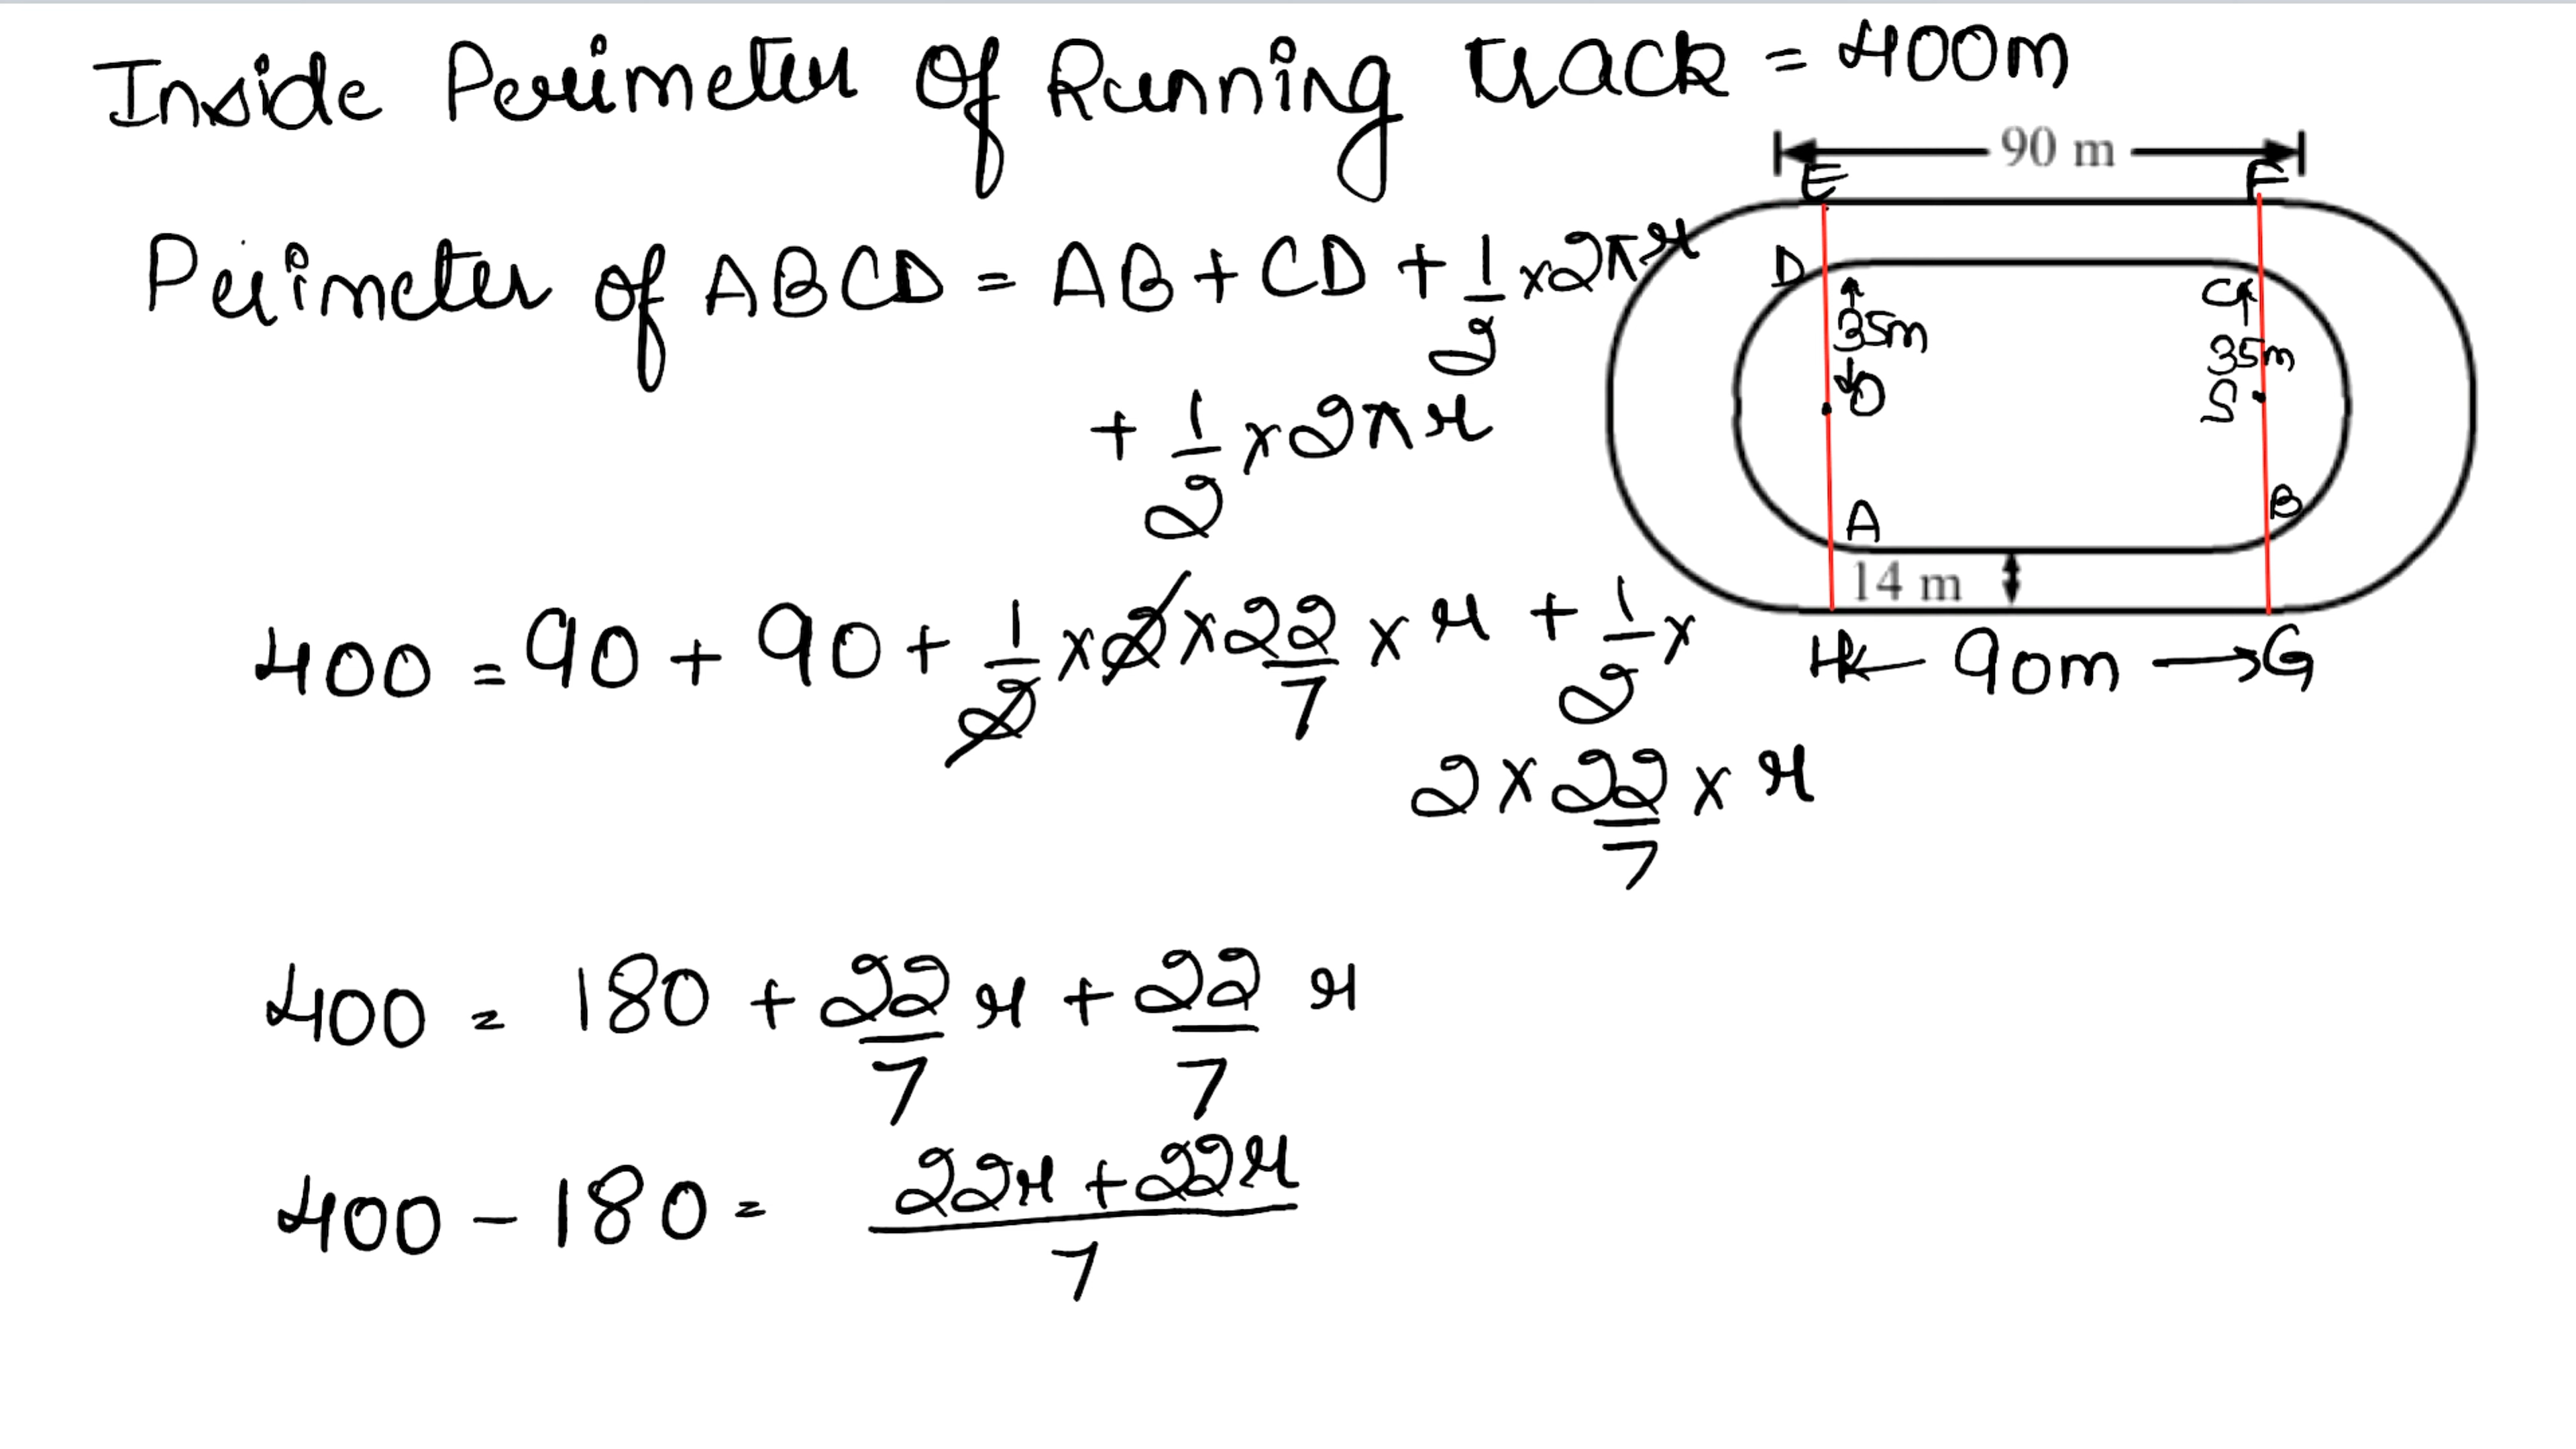 Inside Perimeter Of Running track = 400m
90 m
E F
Perimeter of ABCD = AB + CD + 1/2 × 2πr
D C
35m 35m
O S
+ 1/2 × 2πr
A B
14 m
400 = 90 + 90 + 1/2 × 2 × 22/7 × r + 1/2 ×
H ← 90m → G
2 × 22/7 × r
400 = 180 + 22/7 r + 22/7 r
400 - 180 = 22r + 22r / 7